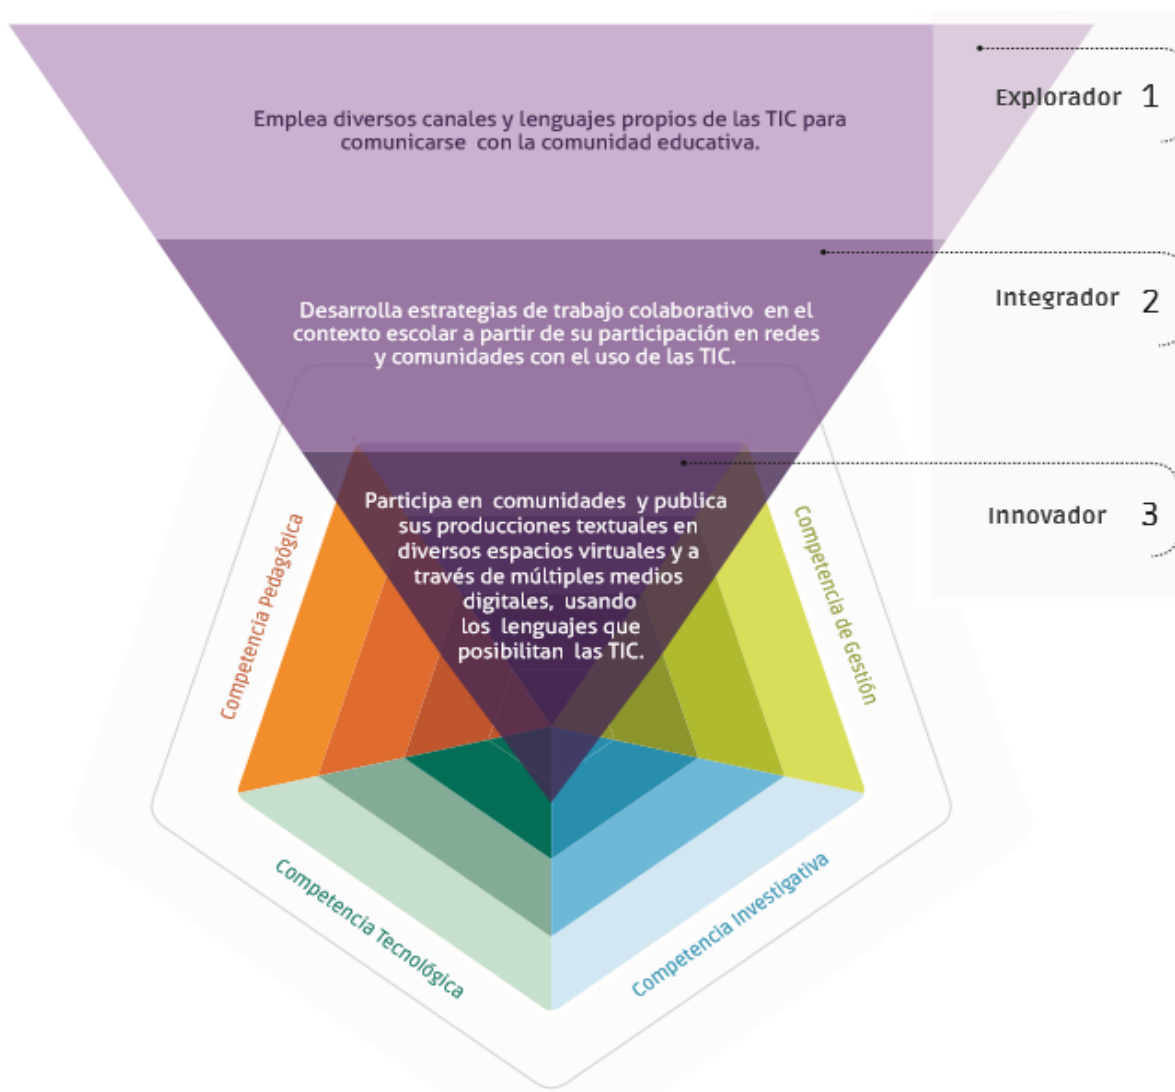 Emplea diversos canales y lenguajes propios de las TIC para
comunicarse con la comunidad educativa.
Explorador 1
Desarrolla estrategias de trabajo colaborativo en el
contexto escolar a partir de su participación en redes
y comunidades con el uso de las TIC.
Integrador 2
Participa en comunidades y publica
sus producciones textuales en
diversos espacios virtuales y a
través de múltiples medios
digitales, usando
los lenguajes que
posibilitan las TIC.
Innovador 3
Competencia Pedagógica
Competencia de Gestión
Competencia Tecnológica
Competencia Investigativa